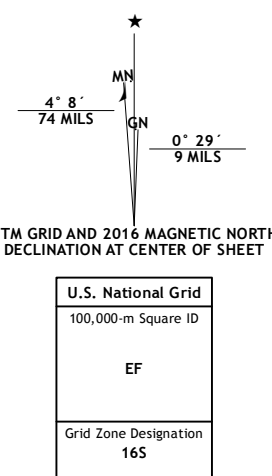 MN
GN
4° 8´
74 MILS
0° 29´
9 MILS
TM GRID AND 2016 MAGNETIC NORTH
DECLINATION AT CENTER OF SHEET
U.S. National Grid
100,000-m Square ID
EF
Grid Zone Designation
16S